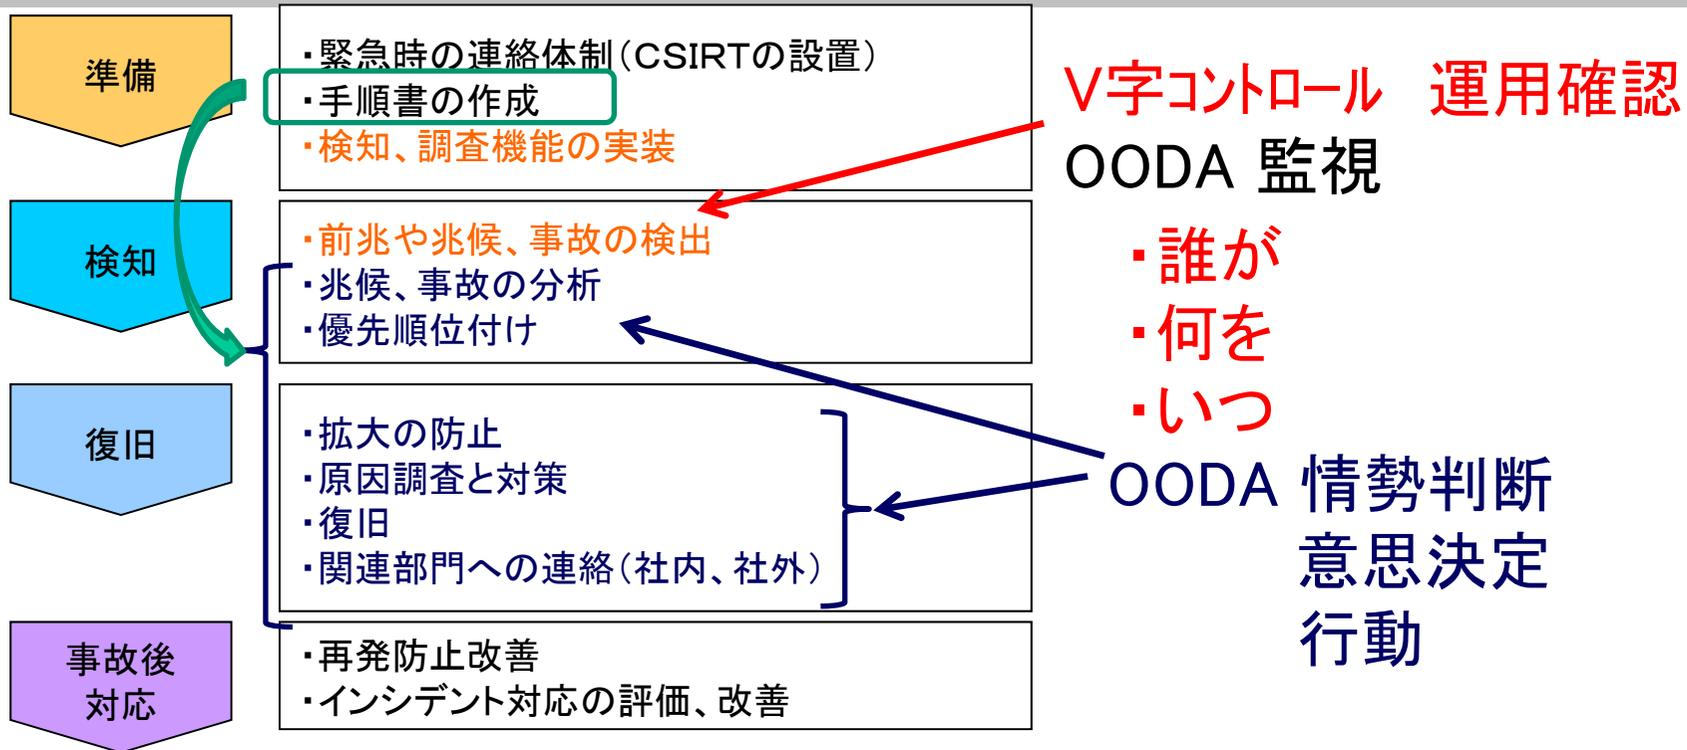 準備
・緊急時の連絡体制（CSIRTの設置）
・手順書の作成
・検知、調査機能の実装
検知
・前兆や兆候、事故の検出
・兆候、事故の分析
・優先順位付け
復旧
・拡大の防止
・原因調査と対策
・復旧
・関連部門への連絡（社内、社外）
事故後
対応
・再発防止改善
・インシデント対応の評価、改善
V字コントロール　運用確認
OODA 監視
・誰が
・何を
・いつ
OODA 情勢判断
意思決定
行動